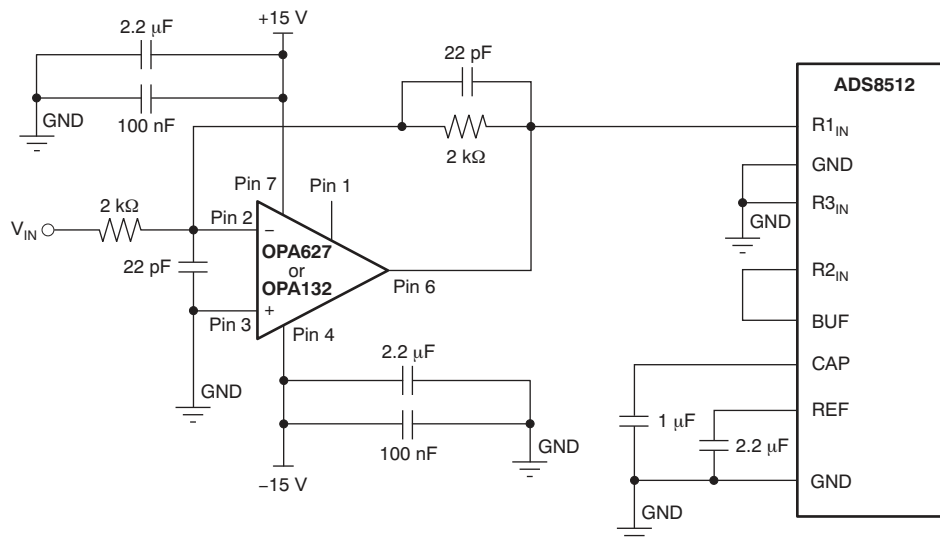 +15 V
2.2 μF
22 pF
ADS8512
GND
100 nF
R1IN
2 kΩ
GND
Pin 7
Pin 1
R3IN
GND
2 kΩ
VIN
Pin 2
−
OPA627
or
OPA132
22 pF
R2IN
Pin 6
+
Pin 3
Pin 4
BUF
2.2 μF
CAP
GND
REF
1 μF
2.2 μF
100 nF
GND
−15 V
GND
GND